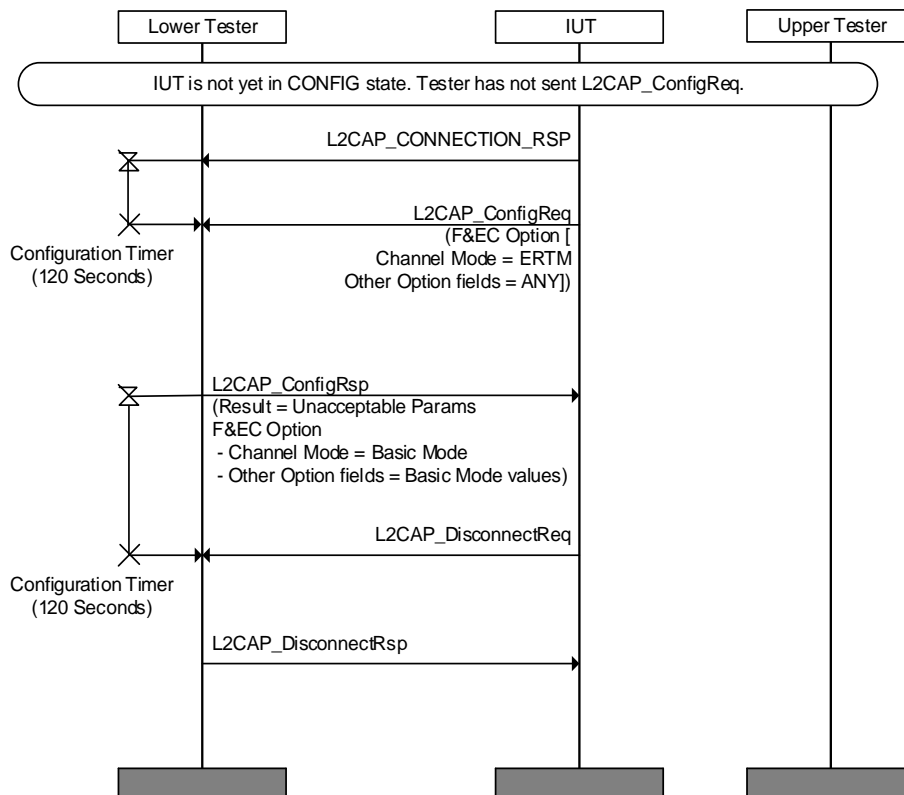 Lower Tester
IUT
Upper Tester
IUT is not yet in CONFIG state. Tester has not sent L2CAP_ConfigReq.
L2CAP_CONNECTION_RSP
L2CAP_ConfigReq
(F&EC Option [
Channel Mode = ERTM
Other Option fields = ANY])
Configuration Timer
(120 Seconds)
L2CAP_ConfigRsp
(Result = Unacceptable Params
F&EC Option
- Channel Mode = Basic Mode
- Other Option fields = Basic Mode values)
L2CAP_DisconnectReq
Configuration Timer
(120 Seconds)
L2CAP_DisconnectRsp